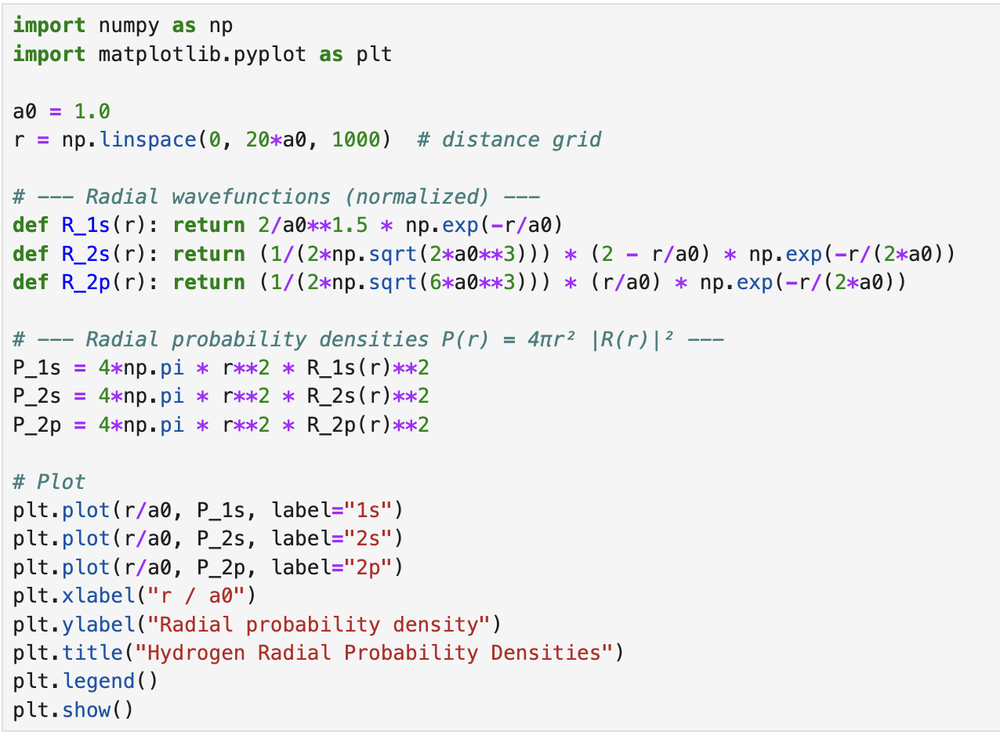 import numpy as np
import matplotlib.pyplot as plt
a0 = 1.0
r = np.linspace(0, 20*a0, 1000)  # distance grid
# --- Radial wavefunctions (normalized) ---
def R_1s(r): return 2/a0**1.5 * np.exp(-r/a0)
def R_2s(r): return (1/(2*np.sqrt(2*a0**3))) * (2 - r/a0) * np.exp(-r/(2*a0))
def R_2p(r): return (1/(2*np.sqrt(6*a0**3))) * (r/a0) * np.exp(-r/(2*a0))
# --- Radial probability densities P(r) = 4πr² |R(r)|² ---
P_1s = 4*np.pi * r**2 * R_1s(r)**2
P_2s = 4*np.pi * r**2 * R_2s(r)**2
P_2p = 4*np.pi * r**2 * R_2p(r)**2
# Plot
plt.plot(r/a0, P_1s, label="1s")
plt.plot(r/a0, P_2s, label="2s")
plt.plot(r/a0, P_2p, label="2p")
plt.xlabel("r / a0")
plt.ylabel("Radial probability density")
plt.title("Hydrogen Radial Probability Densities")
plt.legend()
plt.show()